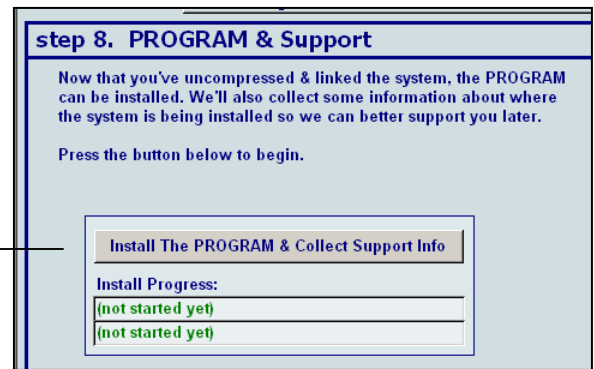 step 8. PROGRAM & Support
Now that you've uncompressed & linked the system, the PROGRAM
can be installed. We'll also collect some information about where
the system is being installed so we can better support you later.
Press the button below to begin.
Install The PROGRAM & Collect Support Info
Install Progress:
(not started yet)
(not started yet)